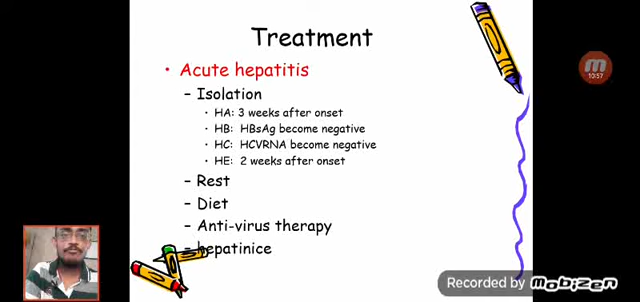 Treatment
• Acute hepatitis
– Isolation
• HA: 3 weeks after onset
• HB: HBsAg become negative
• HC: HCVRNA become negative
• HE: 2 weeks after onset
– Rest
– Diet
– Anti-virus therapy
– hepatinice
10:57
Recorded by mobizen